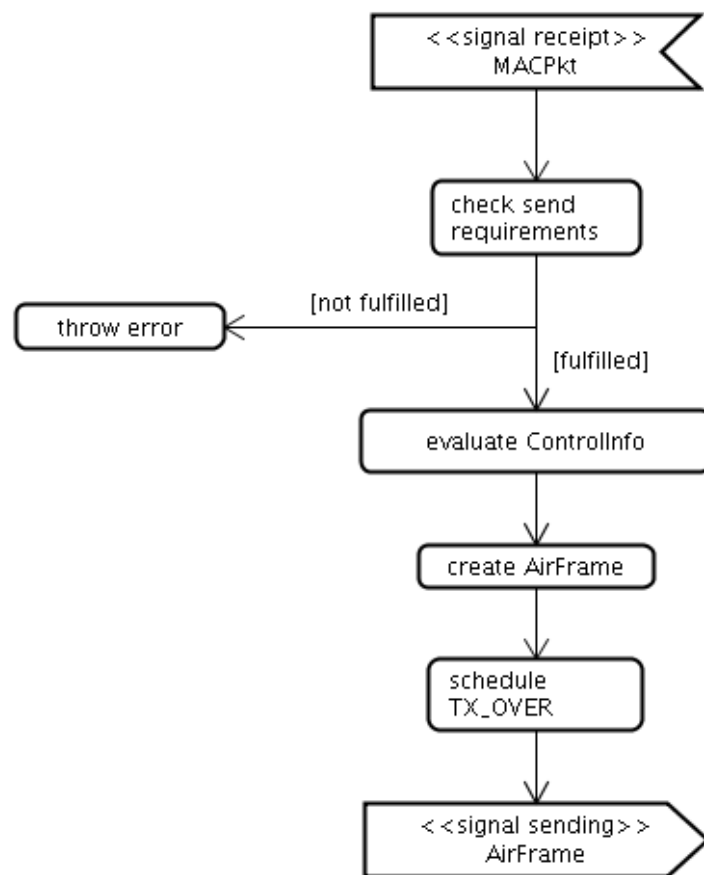 <<signal receipt>>
MACPkt
check send
requirements
[not fulfilled]
throw error
[fulfilled]
evaluate ControlInfo
create AirFrame
schedule
TX_OVER
<<signal sending>>
AirFrame